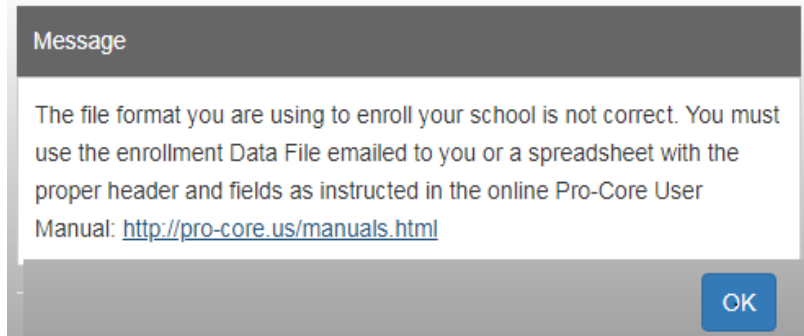 Message
The file format you are using to enroll your school is not correct. You must
use the enrollment Data File emailed to you or a spreadsheet with the
proper header and fields as instructed in the online Pro-Core User
Manual: http://pro-core.us/manuals.html
OK